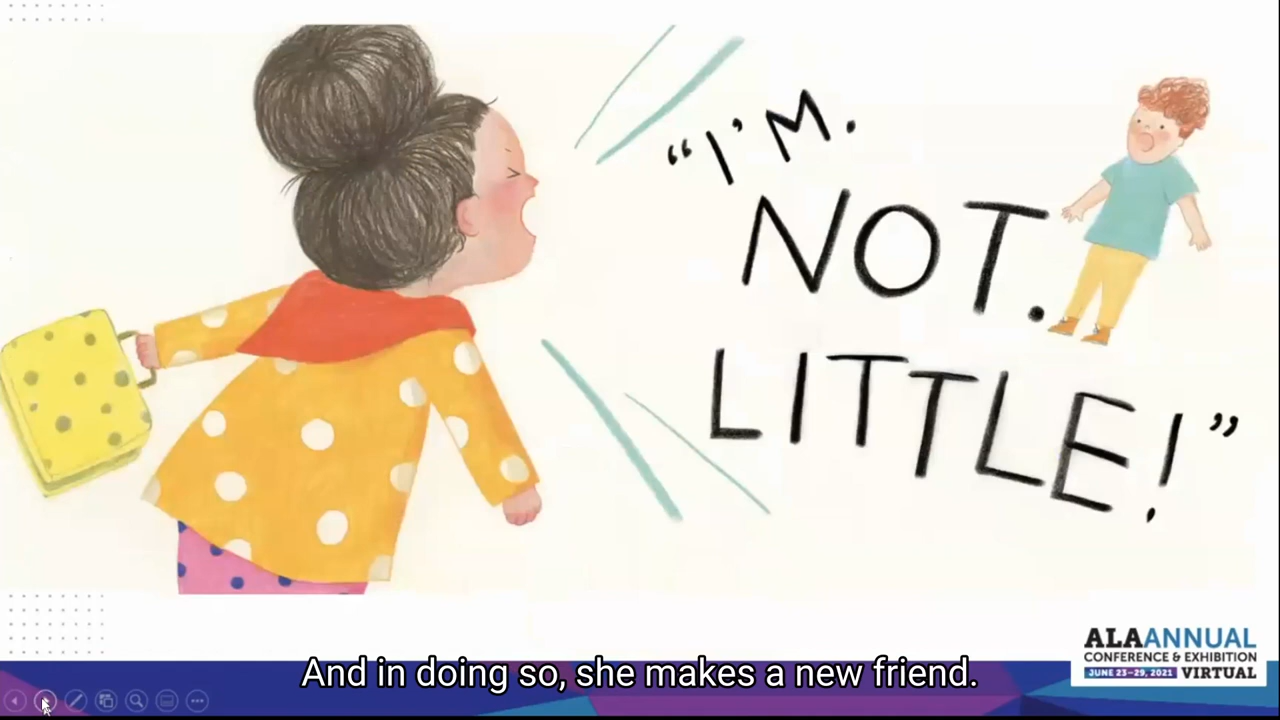 "I'M.
NOT.
LITTLE!"
ALAANNUAL
CONFERENCE & EXHIBITION
JUNE 23–29, 2021 VIRTUAL
And in doing so, she makes a new friend.